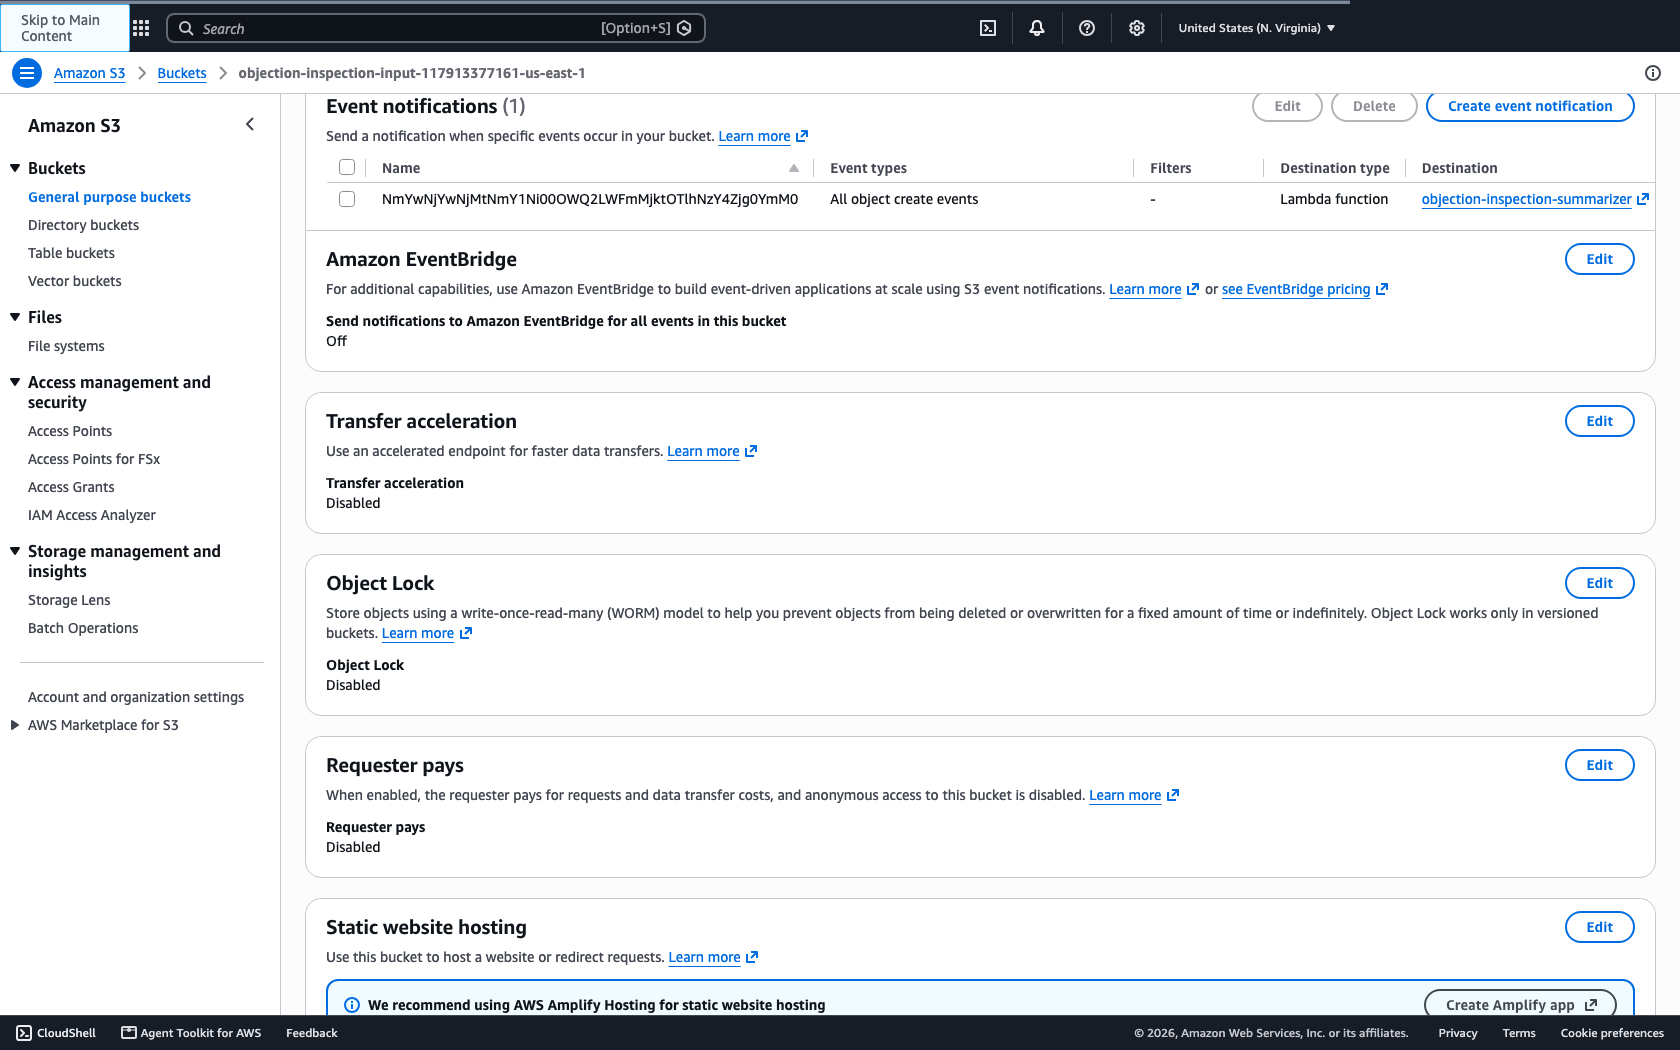 Skip to Main
Content
Search
[Option+S]
United States (N. Virginia)
Amazon S3
Buckets
objection-inspection-input-117913377161-us-east-1
Amazon S3
Buckets
General purpose buckets
Directory buckets
Table buckets
Vector buckets
Files
File systems
Access management and
security
Access Points
Access Points for FSx
Access Grants
IAM Access Analyzer
Storage management and
insights
Storage Lens
Batch Operations
Account and organization settings
AWS Marketplace for S3
Event notifications (1)
Edit
Delete
Create event notification
Send a notification when specific events occur in your bucket. Learn more
Name
Event types
Filters
Destination type
Destination
NmYwNjYwNjMtNmY1Ni00OWQ2LWFmMjktOTlhNzY4Zjg0YmM0
All object create events
-
Lambda function
objection-inspection-summarizer
Amazon EventBridge
Edit
For additional capabilities, use Amazon EventBridge to build event-driven applications at scale using S3 event notifications. Learn more or see EventBridge pricing
Send notifications to Amazon EventBridge for all events in this bucket
Off
Transfer acceleration
Edit
Use an accelerated endpoint for faster data transfers. Learn more
Transfer acceleration
Disabled
Object Lock
Edit
Store objects using a write-once-read-many (WORM) model to help you prevent objects from being deleted or overwritten for a fixed amount of time or indefinitely. Object Lock works only in versioned
buckets. Learn more
Object Lock
Disabled
Requester pays
Edit
When enabled, the requester pays for requests and data transfer costs, and anonymous access to this bucket is disabled. Learn more
Requester pays
Disabled
Static website hosting
Edit
Use this bucket to host a website or redirect requests. Learn more
We recommend using AWS Amplify Hosting for static website hosting
Create Amplify app
CloudShell
Agent Toolkit for AWS
Feedback
© 2026, Amazon Web Services, Inc. or its affiliates.
Privacy
Terms
Cookie preferences